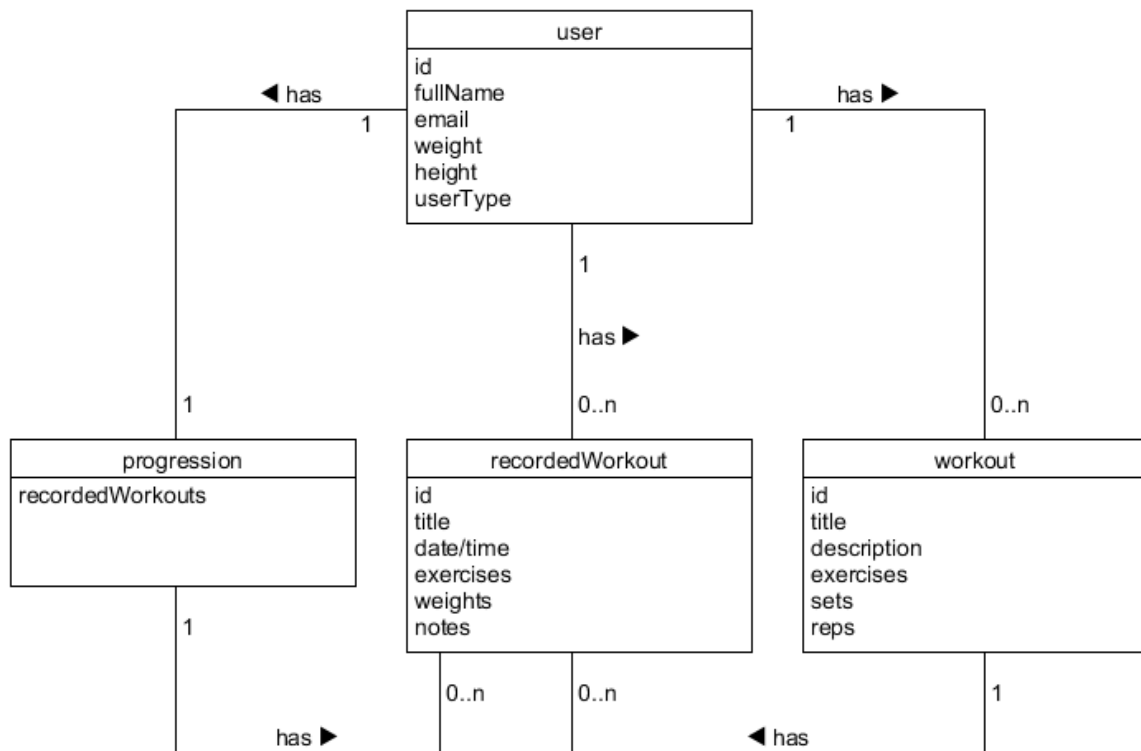 user
id
fullName
email
weight
height
userType
◀ has
has ▶
1
1
1
has ▶
1
0..n
0..n
progression
recordedWorkouts
recordedWorkout
id
title
date/time
exercises
weights
notes
workout
id
title
description
exercises
sets
reps
1
0..n
0..n
1
has ▶
◀ has